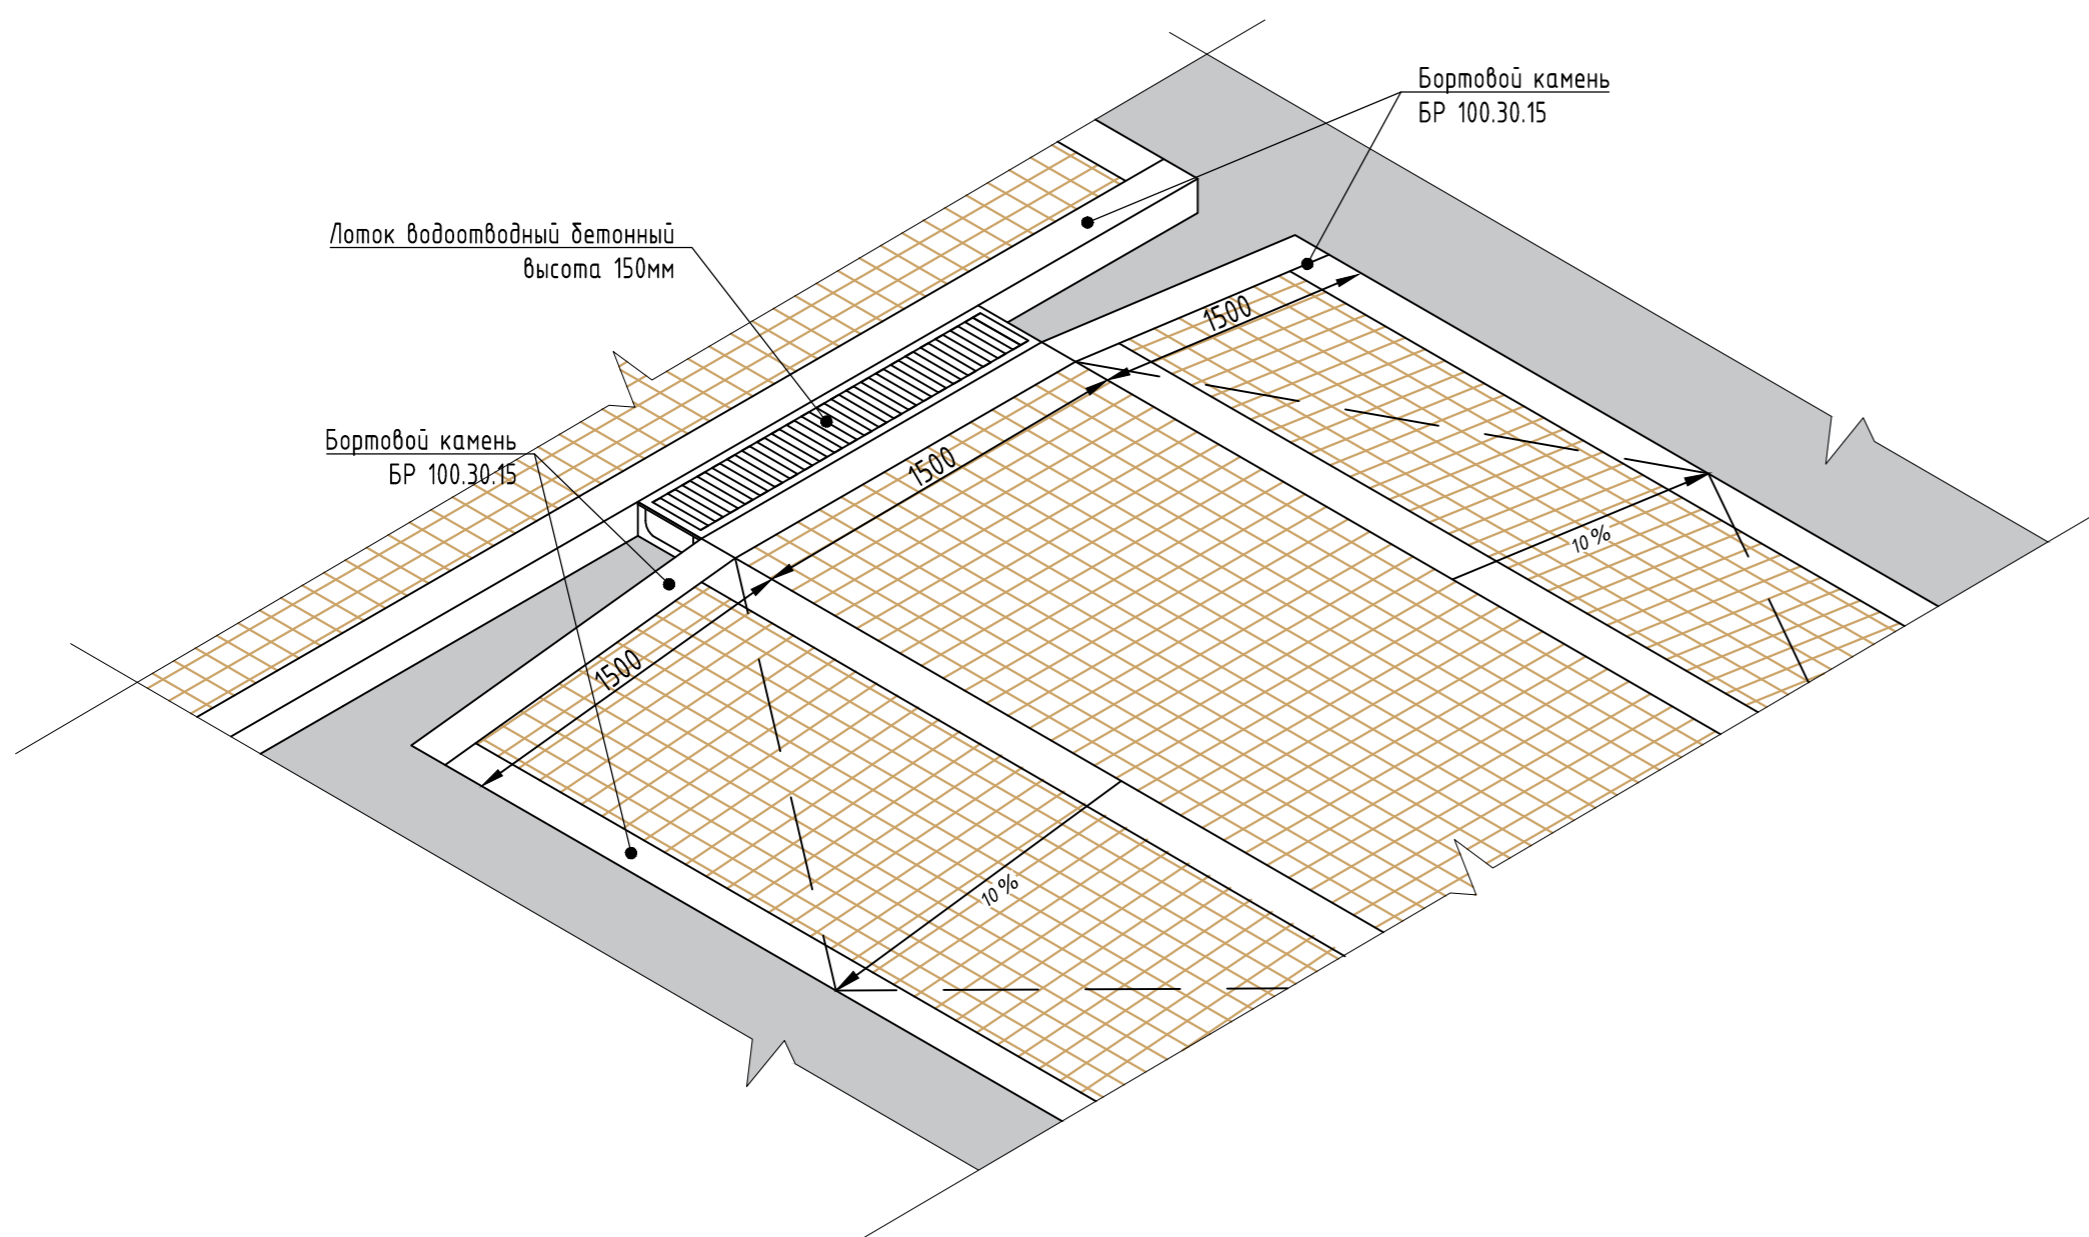 Бортовой камень
БР 100.30.15
Лоток водоотводный бетонный
высота 150мм
1500
Бортовой камень
БР 100.30.15
1500
10%
1500
10%